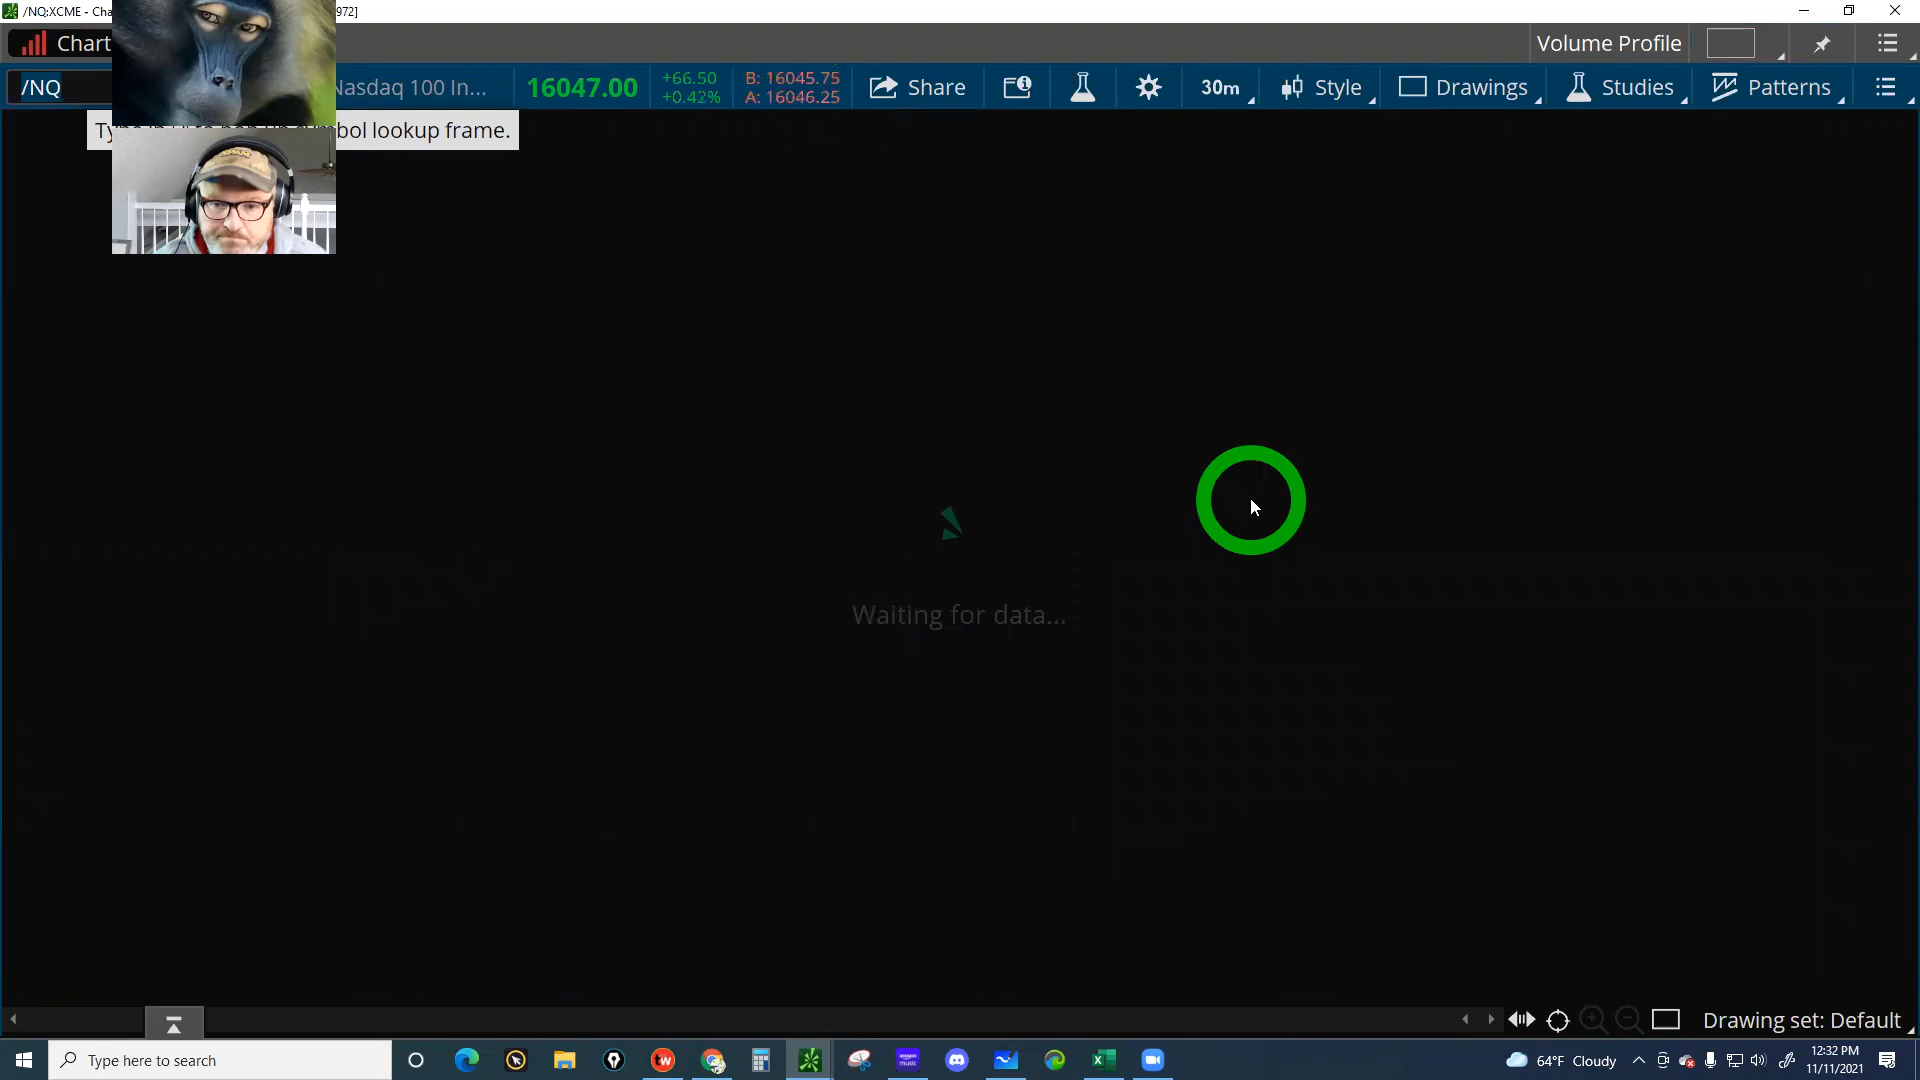 /NQ:XCME - Cha 972]
Chart
Volume Profile
/NQ
Nasdaq 100 In...
16047.00
+66.50
+0.42%
B: 16045.75
A: 16046.25
Share
30m
Style
Drawings
Studies
Patterns
bol lookup frame.
Waiting for data...
Drawing set: Default
Type here to search
64°F Cloudy
12:32 PM
11/11/2021